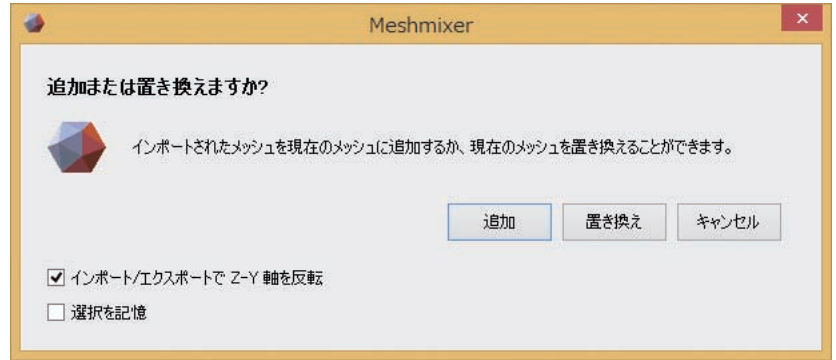 Meshmixer
追加または置き換えますか?
インポートされたメッシュを現在のメッシュに追加するか、現在のメッシュを置き換えることができます。
追加 置き換え キャンセル
インポート/エクスポートで Z-Y 軸を反転
選択を記憶